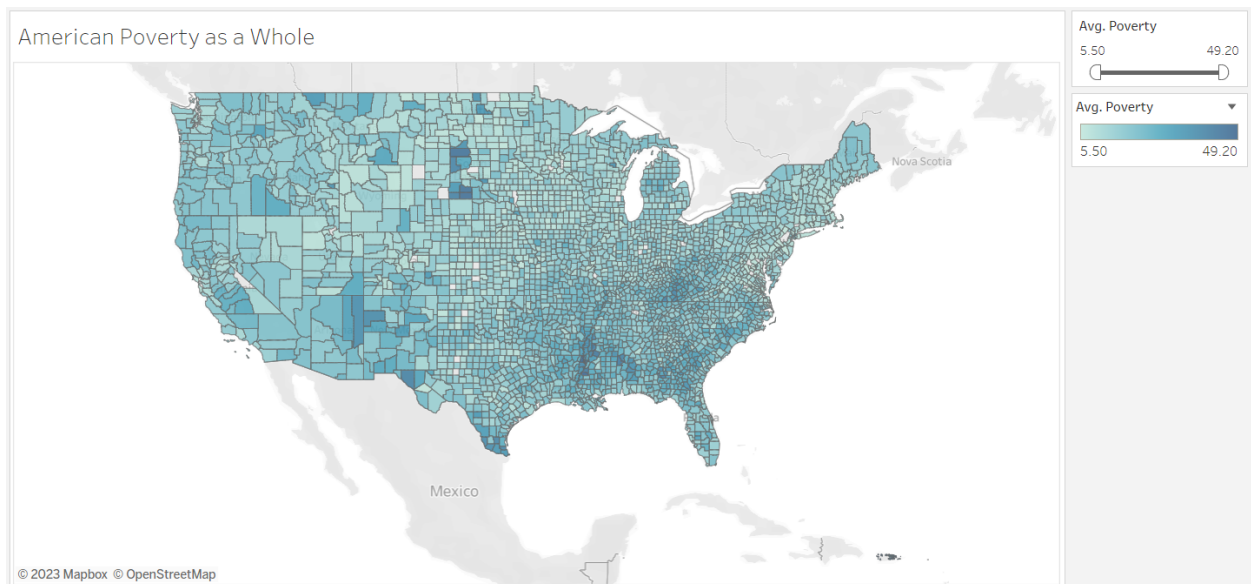 American Poverty as a Whole
Avg. Poverty
5.50 49.20
Avg. Poverty
5.50 49.20
Nova Scotia
Mexico
© 2023 Mapbox © OpenStreetMap